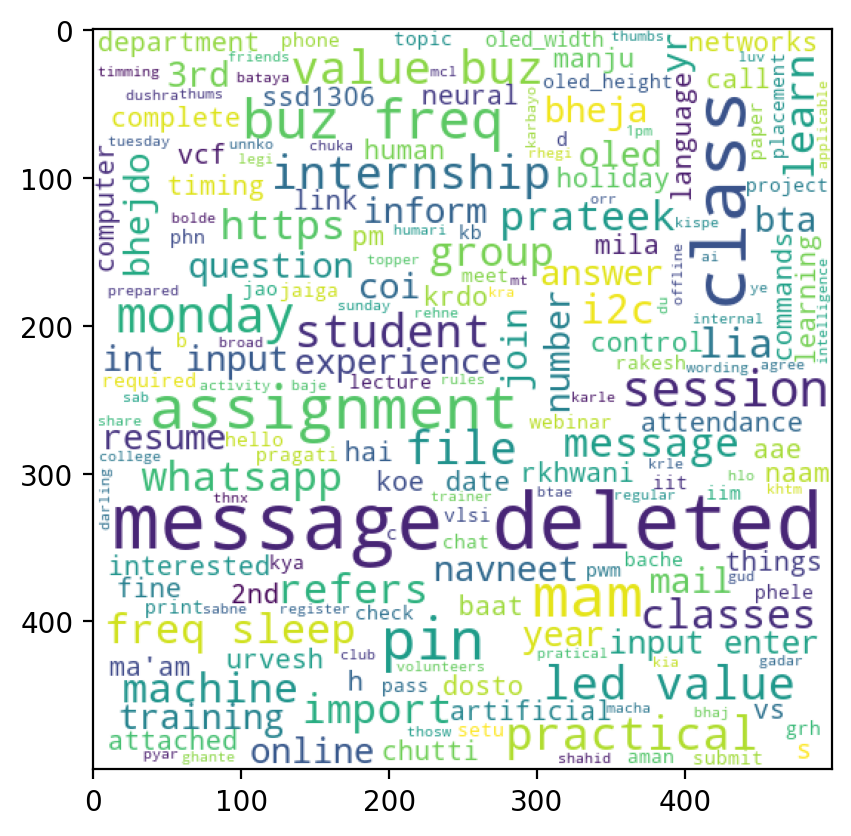 0
department phone topic oled_width thumbs yr networks
friends
timming 3rd bataya value buz mcl manju oled_height call luv
dushra thums ssd1306 neural language placement learn
complete buz freq bheja rkarbayo class paper applicable
tuesday unnko chuka d 1pm
computer vcf legi human rhegi oled
100
bhejdo timing internship holiday project
bolde link inform orr
phn https pm humari kb prateek kispe bta
question topper group mila offline ai commands learning intelligence
meet mt answer
prepared jao jaiga coi krdo kra i2c du ye
monday sunday rehne number internal
200
b broad student join control lia
int input experience rakesh wording agree
required activity baje lecture rules karle session
sab
share assignment webinar attendance
resume hello file message
college pragati hai aae
300
darling whatsapp koe date rkhwani krle iit hlo naam
thnx trainer btae regular iim khtm
message deleted
c vlsi
chat
interested kya navneet pwm bache things
fine 2nd refers mail gud phele
print sabne register check baat mam classes
400
freq sleep pin year input enter
club volunteers pratical kia gadar
ma'am urvesh
machine h pass dosto led value
training import artificial macha bhaj vs
attached thosw setu practical grh
pyar ghante online chutti shahid aman submit s
0 100 200 300 400